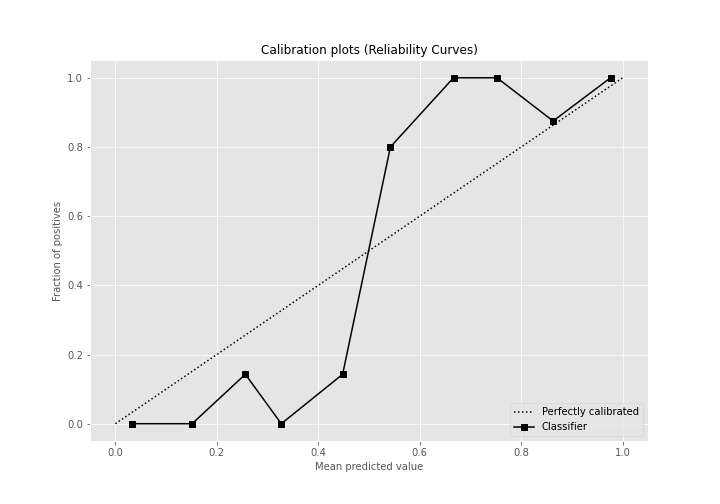 Calibration plots (Reliability Curves)
1.0
0.8
0.6
0.4
0.2
0.0
Fraction of positives
Perfectly calibrated
Classifier
0.0 0.2 0.4 0.6 0.8 1.0
Mean predicted value